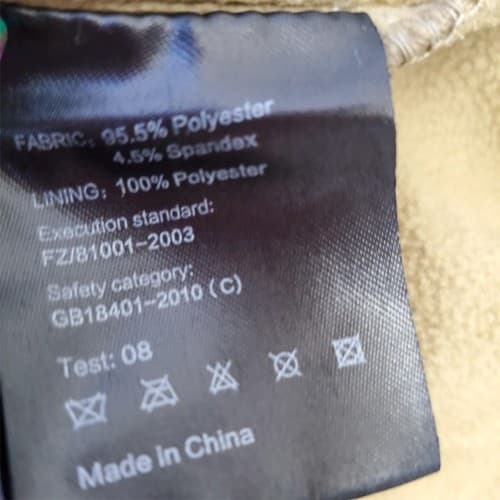 FABRIC: 95.5% Polyester
4.5% Spandex
LINING: 100% Polyester
Execution standard:
FZ/81001-2003
Safety category:
GB18401-2010 (C)
Test: 08
Made in China